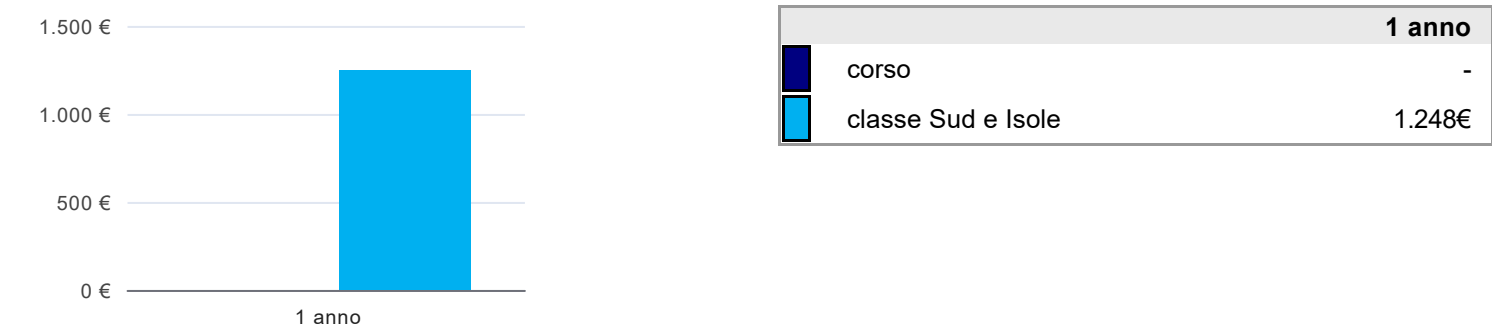 1.500 €
1.000 €
500 €
0 €
1 anno
1 anno
corso -
classe Sud e Isole 1.248€